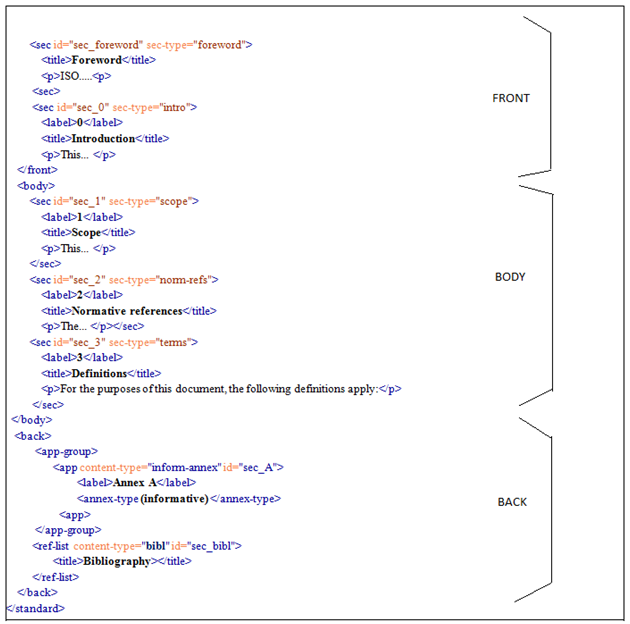 <sec id="sec_foreword" sec-type="foreword">
<title>Foreword</title>
<p>ISO.....<p>
<sec>
FRONT
<sec id="sec_0" sec-type="intro">
<label>0</label>
<title>Introduction</title>
<p>This... </p>
</front>
<body>
<sec id="sec_1" sec-type="scope">
<label>1</label>
<title>Scope</title>
<p>This... </p>
</sec>
BODY
<sec id="sec_2" sec-type="norm-refs">
<label>2</label>
<title>Normative references</title>
<p>The... </p></sec>
<sec id="sec_3" sec-type="terms">
<label>3</label>
<title>Definitions</title>
<p>For the purposes of this document, the following definitions apply:</p>
</sec>
</body>
<back>
<app-group>
<app content-type="inform-annex" id="sec_A">
<label>Annex A</label>
<annex-type (informative) </annex-type>
BACK
<app>
</app-group>
<ref-list content-type="bibl" id="sec_bibl">
<title>Bibliography></title>
</ref-list>
</back>
</standard>